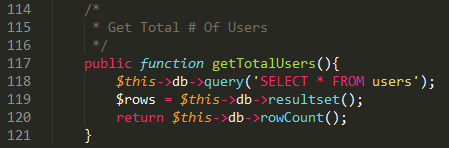 114 /*
115  * Get Total # Of Users
116  */
117 public function getTotalUsers(){
118     $this->db->query('SELECT * FROM users');
119     $rows = $this->db->resultset();
120     return $this->db->rowCount();
121 }